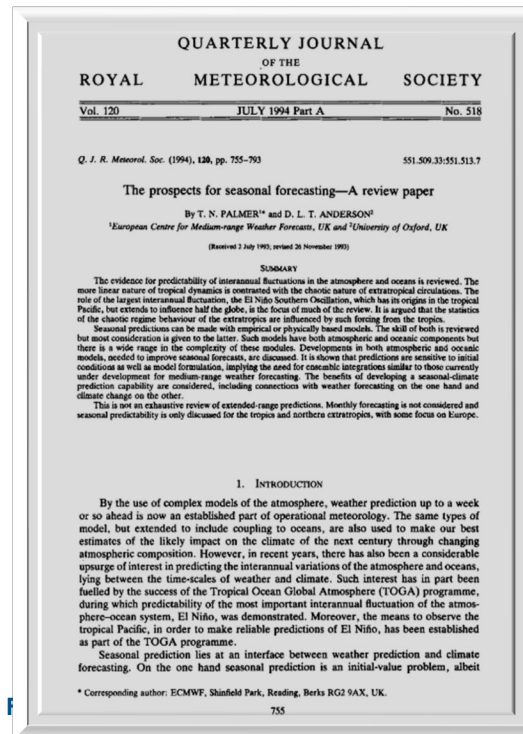 QUARTERLY JOURNAL
OF THE
ROYAL METEOROLOGICAL SOCIETY
Vol. 120 JULY 1994 Part A No. 518
Q. J. R. Meteorol. Soc. (1994), 120, pp. 755–793 551.509.33:551.513.7
The prospects for seasonal forecasting—A review paper
By T. N. PALMER¹* and D. L. T. ANDERSON²
¹European Centre for Medium-range Weather Forecasts, UK and ²University of Oxford, UK
(Received 2 July 1993; revised 26 November 1993)
SUMMARY
The evidence for predictability of interannual fluctuations in the atmosphere and oceans is reviewed. The
more linear nature of tropical dynamics is contrasted with the chaotic nature of extratropical circulations. The
role of the largest interannual fluctuation, the El Niño Southern Oscillation, which has its origins in the tropical
Pacific, but extends to influence half the globe, is the focus of much of the review. It is argued that the statistics
of the chaotic regime behaviour of the extratropics are influenced by such forcing from the tropics.
Seasonal predictions can be made with empirical or physically based models. The skill of both is reviewed
but most consideration is given to the latter. Such models have both atmospheric and oceanic components but
there is a wide range in the complexity of these modules. Developments in both atmospheric and oceanic
models, needed to improve seasonal forecasts, are discussed. It is shown that predictions are sensitive to initial
conditions as well as model formulation, implying the need for ensemble integrations similar to those currently
under development for medium-range weather forecasting. The benefits of developing a seasonal-climate
prediction capability are considered, including connections with weather forecasting on the one hand and
climate change on the other.
This is not an exhaustive review of extended-range predictions. Monthly forecasting is not considered and
seasonal predictability is only discussed for the tropics and northern extratropics, with some focus on Europe.
1. INTRODUCTION
By the use of complex models of the atmosphere, weather prediction up to a week
or so ahead is now an established part of operational meteorology. The same types of
model, but extended to include coupling to oceans, are also used to make our best
estimates of the likely impact on the climate of the next century through changing
atmospheric composition. However, in recent years, there has also been a considerable
upsurge of interest in predicting the interannual variations of the atmosphere and oceans,
lying between the time-scales of weather and climate. Such interest has in part been
fuelled by the success of the Tropical Ocean Global Atmosphere (TOGA) programme,
during which predictability of the most important interannual fluctuation of the atmos-
phere–ocean system, El Niño, was demonstrated. Moreover, the means to observe the
tropical Pacific, in order to make reliable predictions of El Niño, has been established
as part of the TOGA programme.
Seasonal prediction lies at an interface between weather prediction and climate
forecasting. On the one hand seasonal prediction is an initial-value problem, albeit
* Corresponding author: ECMWF, Shinfield Park, Reading, Berks RG2 9AX, UK.
755